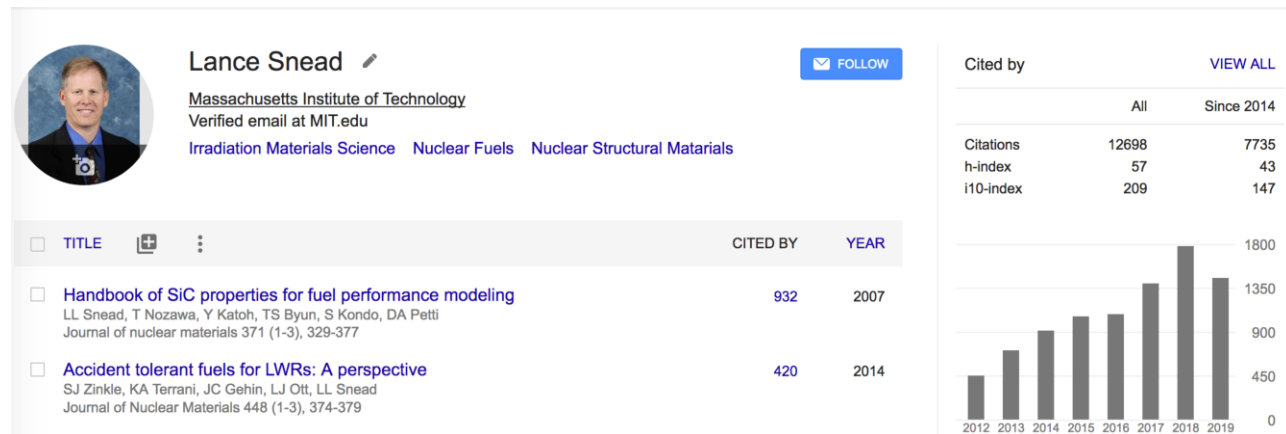 Lance Snead
FOLLOW
Massachusetts Institute of Technology
Verified email at MIT.edu
Irradiation Materials Science Nuclear Fuels Nuclear Structural Matarials
TITLE CITED BY YEAR
Handbook of SiC properties for fuel performance modeling 932 2007
LL Snead, T Nozawa, Y Katoh, TS Byun, S Kondo, DA Petti
Journal of nuclear materials 371 (1-3), 329-377
Accident tolerant fuels for LWRs: A perspective 420 2014
SJ Zinkle, KA Terrani, JC Gehin, LJ Ott, LL Snead
Journal of Nuclear Materials 448 (1-3), 374-379
Cited by VIEW ALL
All Since 2014
Citations 12698 7735
h-index 57 43
i10-index 209 147
1800
1350
900
450
0
2012 2013 2014 2015 2016 2017 2018 2019